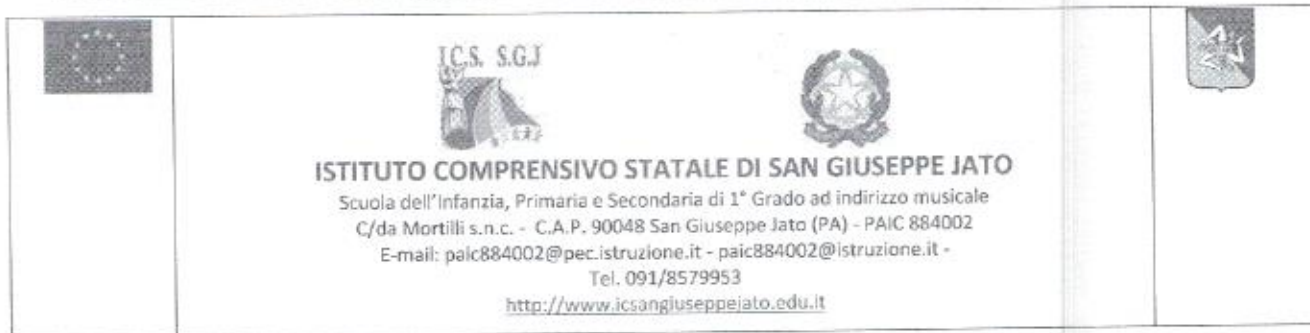 I.C.S. S.G.J
ISTITUTO COMPRENSIVO STATALE DI SAN GIUSEPPE JATO
Scuola dell'Infanzia, Primaria e Secondaria di 1° Grado ad indirizzo musicale
C/da Mortilli s.n.c. - C.A.P. 90048 San Giuseppe Jato (PA) - PAIC 884002
E-mail: paic884002@pec.istruzione.it - paic884002@istruzione.it -
Tel. 091/8579953
http://www.icsangiuseppejato.edu.it